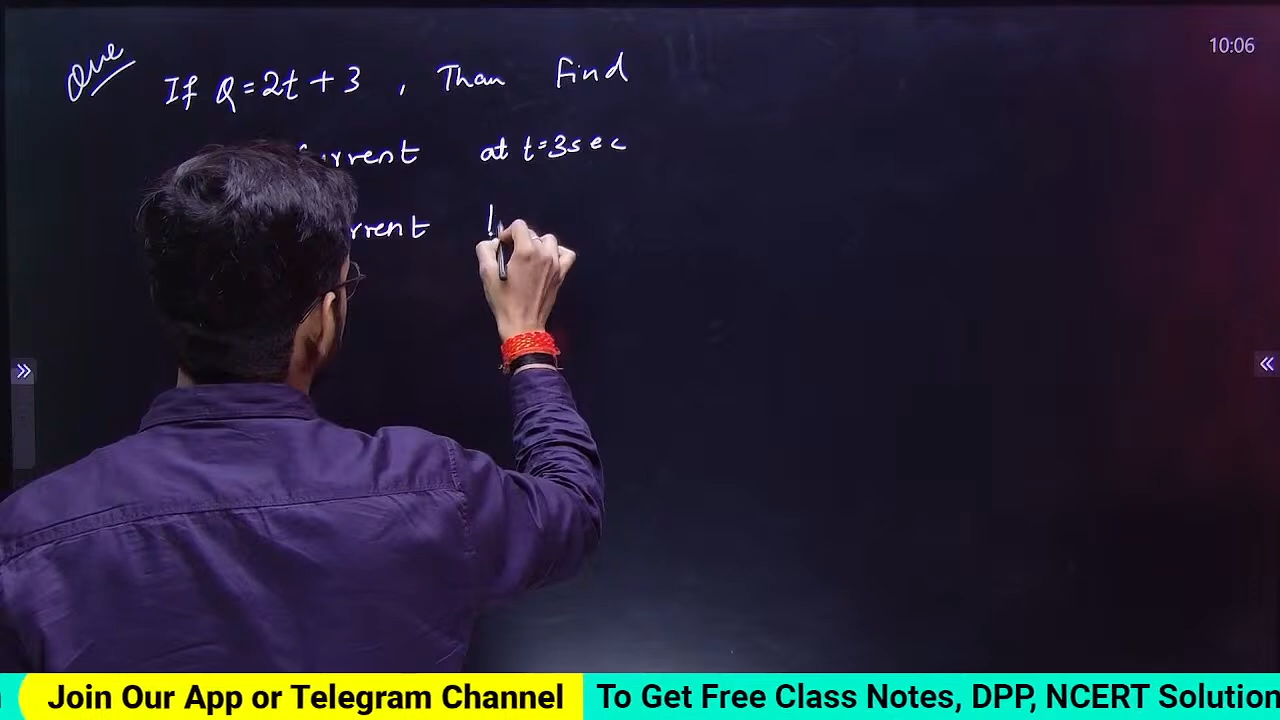 10:06
Que
If Q=2t+3, Than find
current at t=3sec
rrent
Join Our App or Telegram Channel To Get Free Class Notes, DPP, NCERT Solution